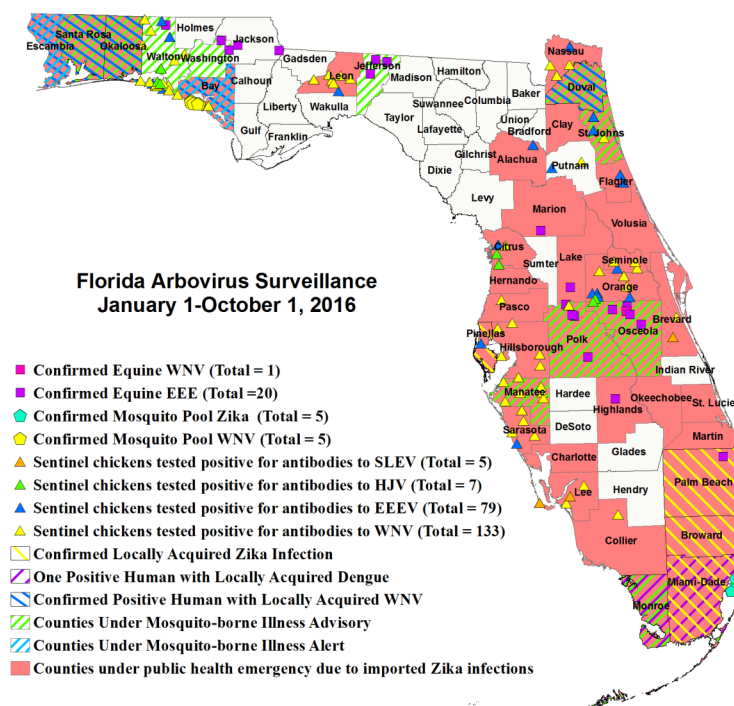 Holmes
Jackson
Santa Rosa
Okaloosa
Escambia
Walton
Washington
Gadsden
Jefferson
Leon
Madison
Hamilton
Nassau
Bay
Calhoun
Liberty
Wakulla
Taylor
Suwannee
Columbia
Baker
Duval
Gulf
Franklin
Lafayette
Union
Bradford
Clay
St. Johns
Dixie
Gilchrist
Alachua
Putnam
Flagler
Levy
Marion
Volusia
Citrus
Sumter
Lake
Seminole
Hernando
Orange
Pasco
Brevard
Pinellas
Hillsborough
Polk
Osceola
Indian River
Manatee
Hardee
Highlands
Okeechobee
St. Lucie
Sarasota
DeSoto
Martin
Charlotte
Glades
Lee
Hendry
Palm Beach
Collier
Broward
Monroe
Miami-Dade
Florida Arbovirus Surveillance
January 1-October 1, 2016
Confirmed Equine WNV (Total = 1)
Confirmed Equine EEE (Total =20)
Confirmed Mosquito Pool Zika (Total = 5)
Confirmed Mosquito Pool WNV (Total = 5)
Sentinel chickens tested positive for antibodies to SLEV (Total = 5)
Sentinel chickens tested positive for antibodies to HJV (Total = 7)
Sentinel chickens tested positive for antibodies to EEEV (Total = 79)
Sentinel chickens tested positive for antibodies to WNV (Total = 133)
Confirmed Locally Acquired Zika Infection
One Positive Human with Locally Acquired Dengue
Confirmed Positive Human with Locally Acquired WNV
Counties Under Mosquito-borne Illness Advisory
Counties Under Mosquito-borne Illness Alert
Counties under public health emergency due to imported Zika infections